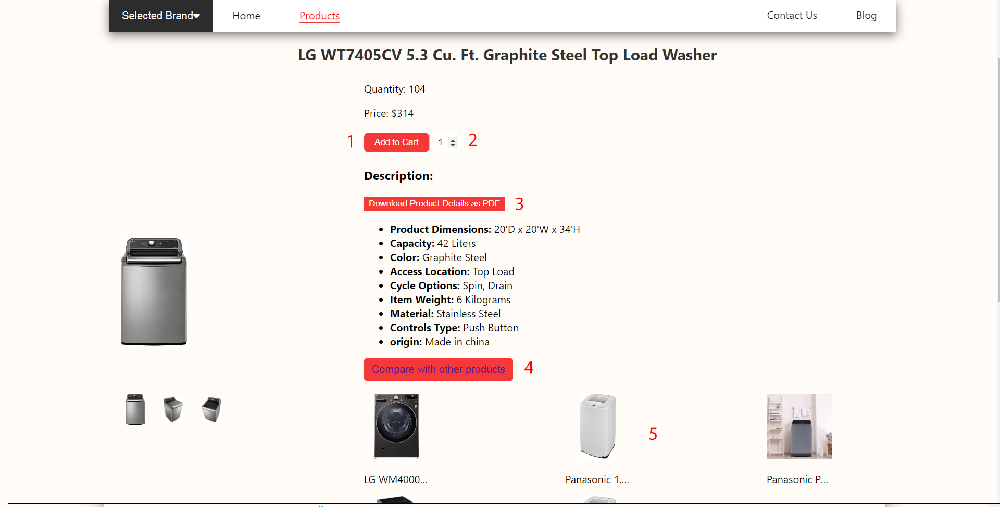 Selected Brand
Home
Products
Contact Us
Blog
LG WT7405CV 5.3 Cu. Ft. Graphite Steel Top Load Washer
Quantity: 104
Price: $314
1
Add to Cart
1
2
Description:
Download Product Details as PDF
3
Product Dimensions: 20'D x 20'W x 34'H
Capacity: 42 Liters
Color: Graphite Steel
Access Location: Top Load
Cycle Options: Spin, Drain
Item Weight: 6 Kilograms
Material: Stainless Steel
Controls Type: Push Button
origin: Made in china
Compare with other products
4
5
LG WM4000...
Panasonic 1....
Panasonic P...